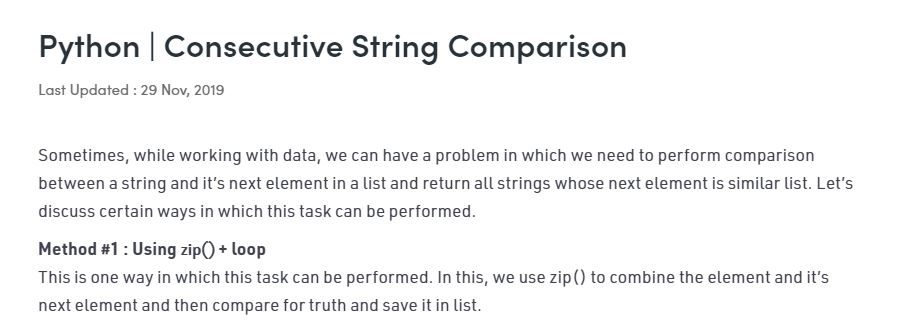 Python | Consecutive String Comparison
Last Updated : 29 Nov, 2019
Sometimes, while working with data, we can have a problem in which we need to perform comparison
between a string and it's next element in a list and return all strings whose next element is similar list. Let's
discuss certain ways in which this task can be performed.
Method #1 : Using zip() + loop
This is one way in which this task can be performed. In this, we use zip() to combine the element and it's
next element and then compare for truth and save it in list.